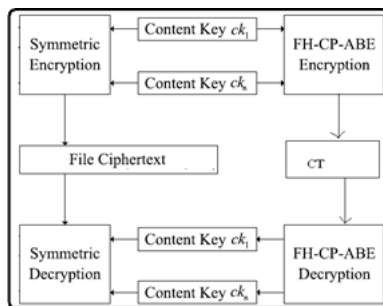 Symmetric
Encryption
Content Key ck₁
Content Key ckₙ
FH-CP-ABE
Encryption
File Ciphertext
CT
Symmetric
Decryption
Content Key ck₁
Content Key ckₙ
FH-CP-ABE
Decryption